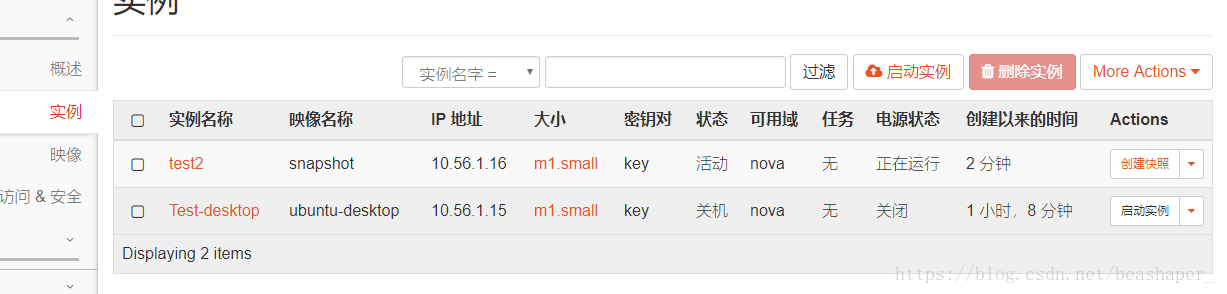 实例
概述
实例
映像
访问 & 安全
实例名字 = 过滤 启动实例 删除实例 More Actions
实例名称 映像名称 IP 地址 大小 密钥对 状态 可用域 任务 电源状态 创建以来的时间 Actions
test2 snapshot 10.56.1.16 m1.small key 活动 nova 无 正在运行 2 分钟 创建快照
Test-desktop ubuntu-desktop 10.56.1.15 m1.small key 关机 nova 无 关闭 1 小时，8 分钟 启动实例
Displaying 2 items
https://blog.csdn.net/beashaper_